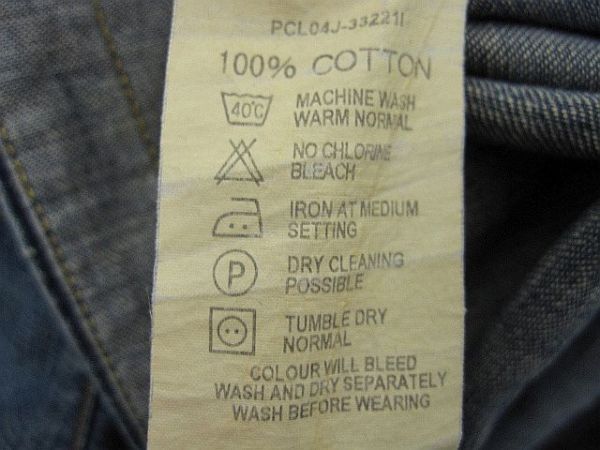 PCL04J-33221I
100% COTTON
40°C MACHINE WASH
WARM NORMAL
NO CHLORINE
BLEACH
IRON AT MEDIUM
SETTING
P DRY CLEANING
POSSIBLE
TUMBLE DRY
NORMAL
COLOUR WILL BLEED
WASH AND DRY SEPARATELY
WASH BEFORE WEARING